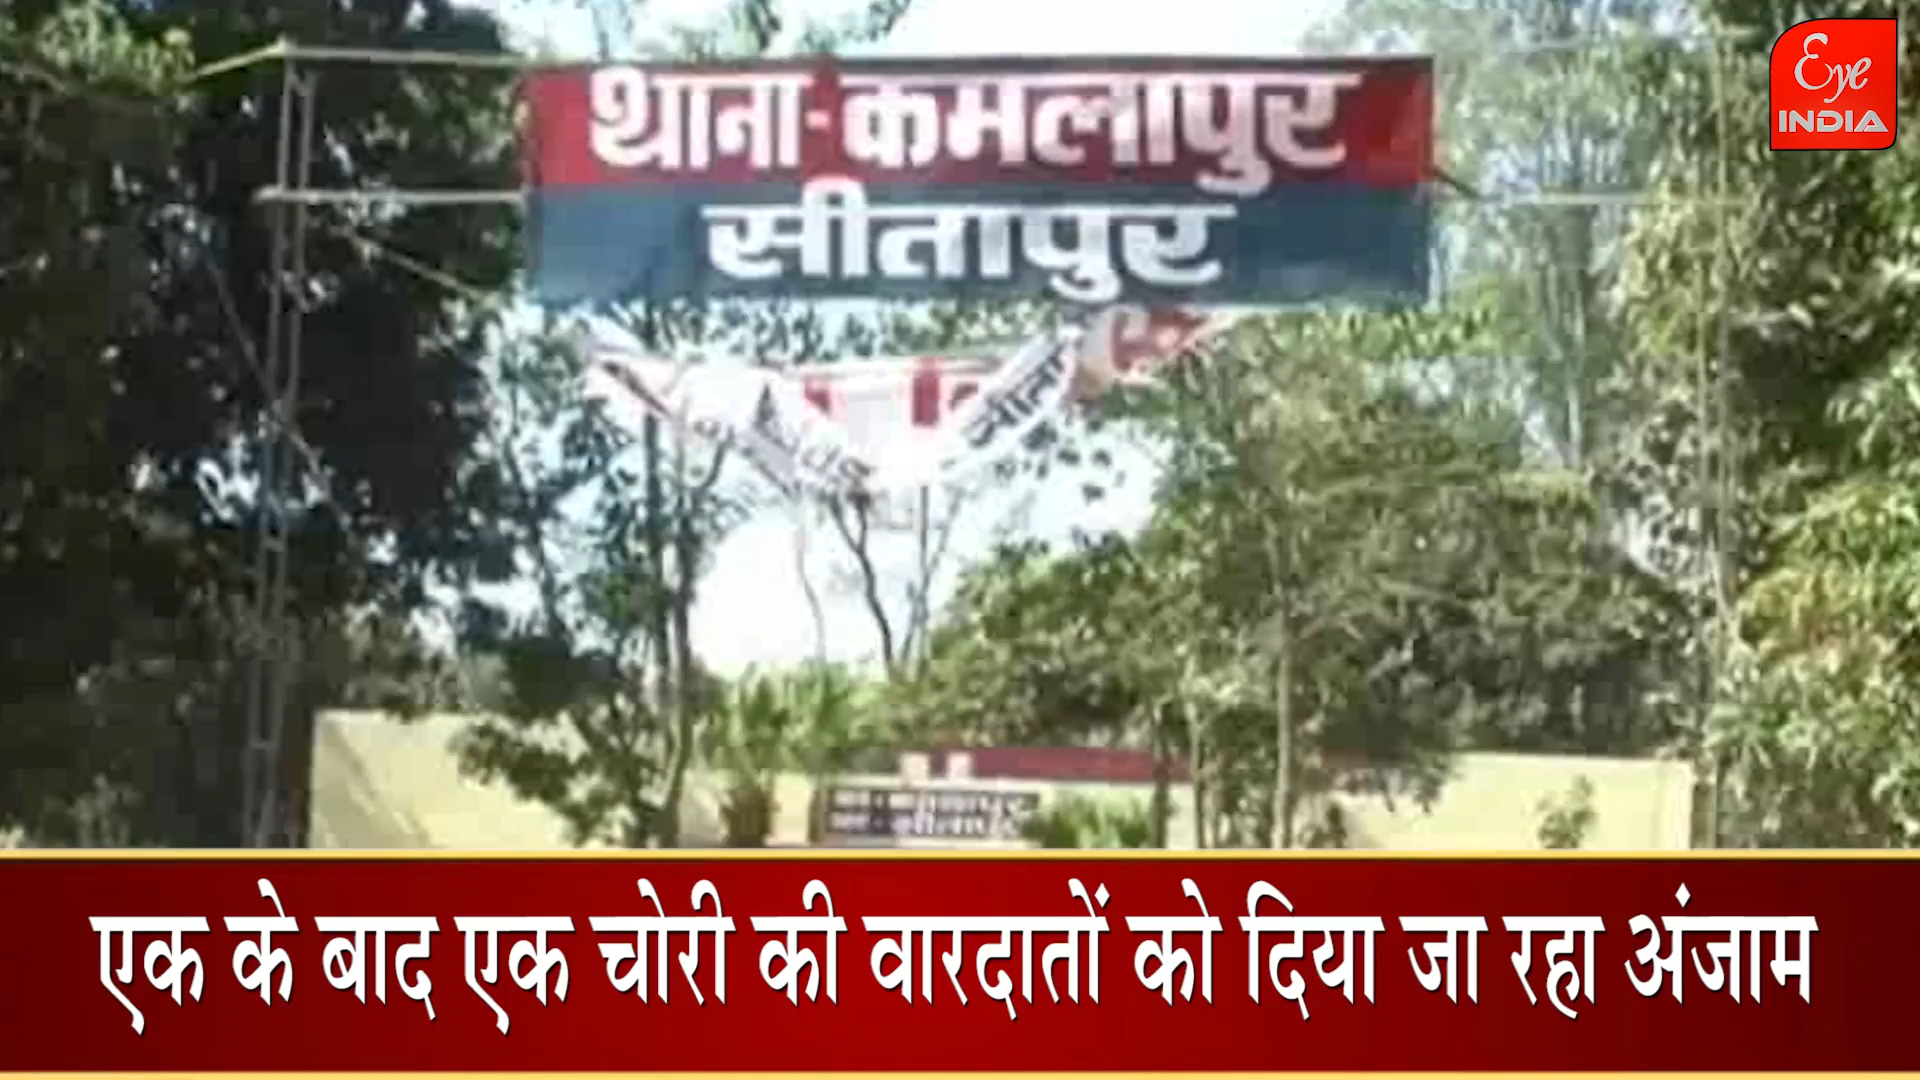 Eye
INDIA
थाना-कमलापुर
सीतापुर
एक के बाद एक चोरी की वारदातों को दिया जा रहा अंजाम